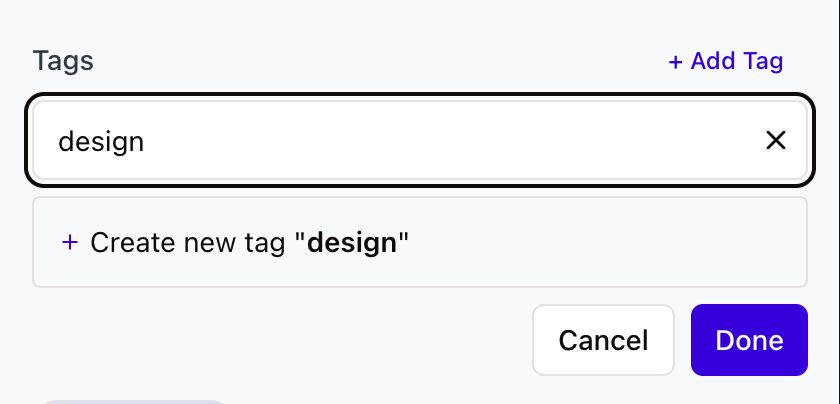 Tags
+ Add Tag
design
+ Create new tag "design"
Cancel
Done